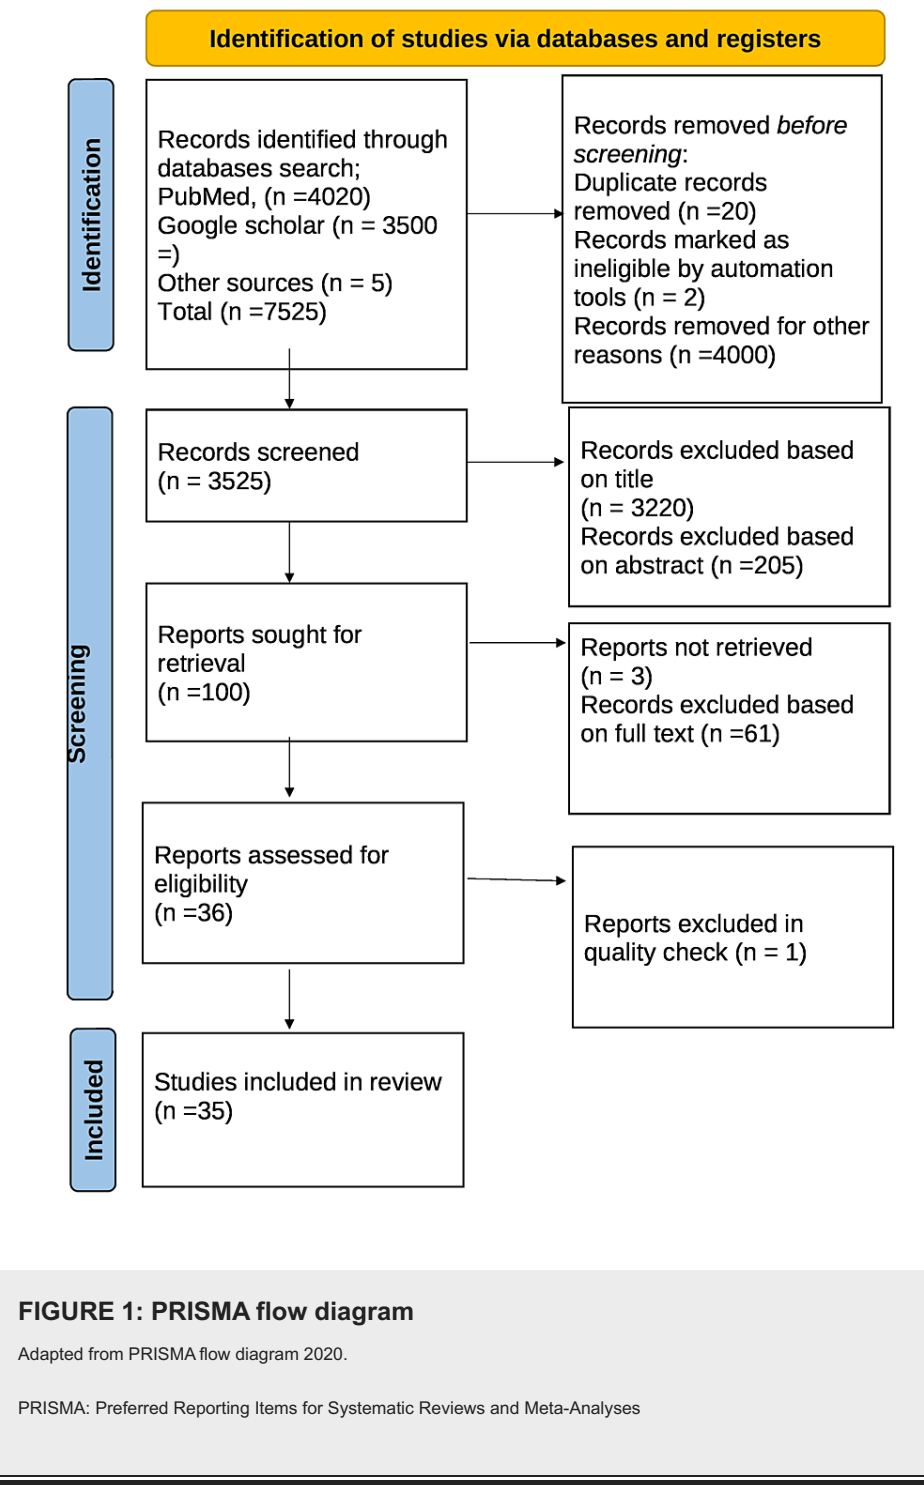 Identification of studies via databases and registers
Identification
Records identified through
databases search;
PubMed, (n =4020)
Google scholar (n = 3500
=)
Other sources (n = 5)
Total (n =7525)
Records removed before
screening:
Duplicate records
removed (n =20)
Records marked as
ineligible by automation
tools (n = 2)
Records removed for other
reasons (n =4000)
Screening
Records screened
(n = 3525)
Records excluded based
on title
(n = 3220)
Records excluded based
on abstract (n =205)
Reports sought for
retrieval
(n =100)
Reports not retrieved
(n = 3)
Records excluded based
on full text (n =61)
Reports assessed for
eligibility
(n =36)
Reports excluded in
quality check (n = 1)
Included
Studies included in review
(n =35)
FIGURE 1: PRISMA flow diagram
Adapted from PRISMA flow diagram 2020.
PRISMA: Preferred Reporting Items for Systematic Reviews and Meta-Analyses